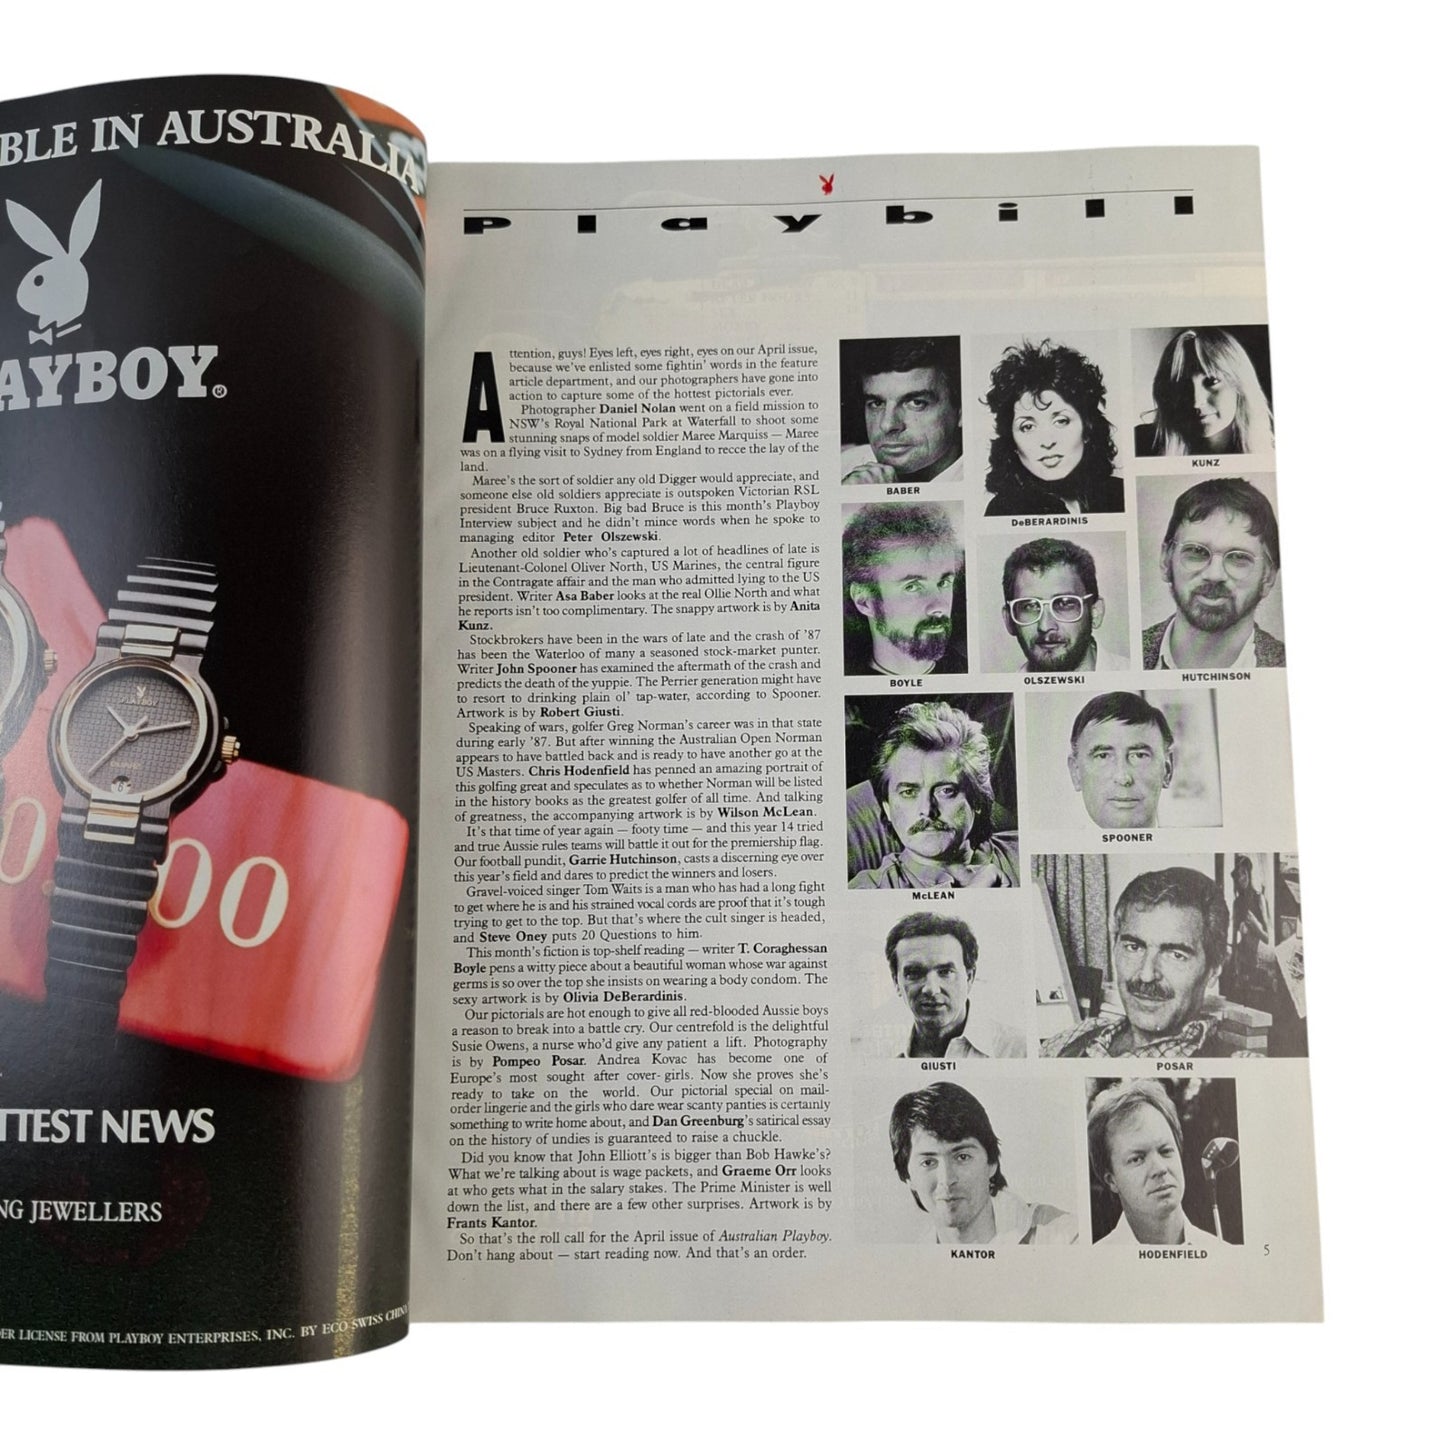 BLE IN AUSTRALIA
AYBOY®
PLAYBOY
6
00
TTEST NEWS
NG JEWELLERS
ER LICENSE FROM PLAYBOY ENTERPRISES, INC. BY ECO SWISS CHIN
Playbill
Attention, guys! Eyes left, eyes right, eyes on our April issue,
because we've enlisted some fightin' words in the feature
article department, and our photographers have gone into
action to capture some of the hottest pictorials ever.
Photographer Daniel Nolan went on a field mission to
NSW's Royal National Park at Waterfall to shoot some
stunning snaps of model soldier Maree Marquiss — Maree
was on a flying visit to Sydney from England to recce the lay of the
land.
Maree's the sort of soldier any old Digger would appreciate, and
someone else old soldiers appreciate is outspoken Victorian RSL
president Bruce Ruxton. Big bad Bruce is this month's Playboy
Interview subject and he didn't mince words when he spoke to
managing editor Peter Olszewski.
Another old soldier who's captured a lot of headlines of late is
Lieutenant-Colonel Oliver North, US Marines, the central figure
in the Contragate affair and the man who admitted lying to the US
president. Writer Asa Baber looks at the real Ollie North and what
he reports isn't too complimentary. The snappy artwork is by Anita
Kunz.
Stockbrokers have been in the wars of late and the crash of '87
has been the Waterloo of many a seasoned stock-market punter.
Writer John Spooner has examined the aftermath of the crash and
predicts the death of the yuppie. The Perrier generation might have
to resort to drinking plain ol' tap-water, according to Spooner.
Artwork is by Robert Giusti.
Speaking of wars, golfer Greg Norman's career was in that state
during early '87. But after winning the Australian Open Norman
appears to have battled back and is ready to have another go at the
US Masters. Chris Hodenfield has penned an amazing portrait of
this golfing great and speculates as to whether Norman will be listed
in the history books as the greatest golfer of all time. And talking
of greatness, the accompanying artwork is by Wilson McLean.
It's that time of year again — footy time — and this year 14 tried
and true Aussie rules teams will battle it out for the premiership flag.
Our football pundit, Garrie Hutchinson, casts a discerning eye over
this year's field and dares to predict the winners and losers.
Gravel-voiced singer Tom Waits is a man who has had a long fight
to get where he is and his strained vocal cords are proof that it's tough
trying to get to the top. But that's where the cult singer is headed,
and Steve Oney puts 20 Questions to him.
This month's fiction is top-shelf reading — writer T. Coraghessan
Boyle pens a witty piece about a beautiful woman whose war against
germs is so over the top she insists on wearing a body condom. The
sexy artwork is by Olivia DeBerardinis.
Our pictorials are hot enough to give all red-blooded Aussie boys
a reason to break into a battle cry. Our centrefold is the delightful
Susie Owens, a nurse who'd give any patient a lift. Photography
is by Pompeo Posar. Andrea Kovac has become one of
Europe's most sought after cover-girls. Now she proves she's
ready to take on the world. Our pictorial special on mail-
order lingerie and the girls who dare wear scanty panties is certainly
something to write home about, and Dan Greenburg's satirical essay
on the history of undies is guaranteed to raise a chuckle.
Did you know that John Elliott's is bigger than Bob Hawke's?
What we're talking about is wage packets, and Graeme Orr looks
at who gets what in the salary stakes. The Prime Minister is well
down the list, and there are a few other surprises. Artwork is by
Frants Kantor.
So that's the roll call for the April issue of Australian Playboy.
Don't hang about — start reading now. And that's an order.
BABER
DeBERARDINIS
KUNZ
BOYLE
OLSZEWSKI
HUTCHINSON
McLEAN
SPOONER
GIUSTI
POSAR
KANTOR
HODENFIELD
5